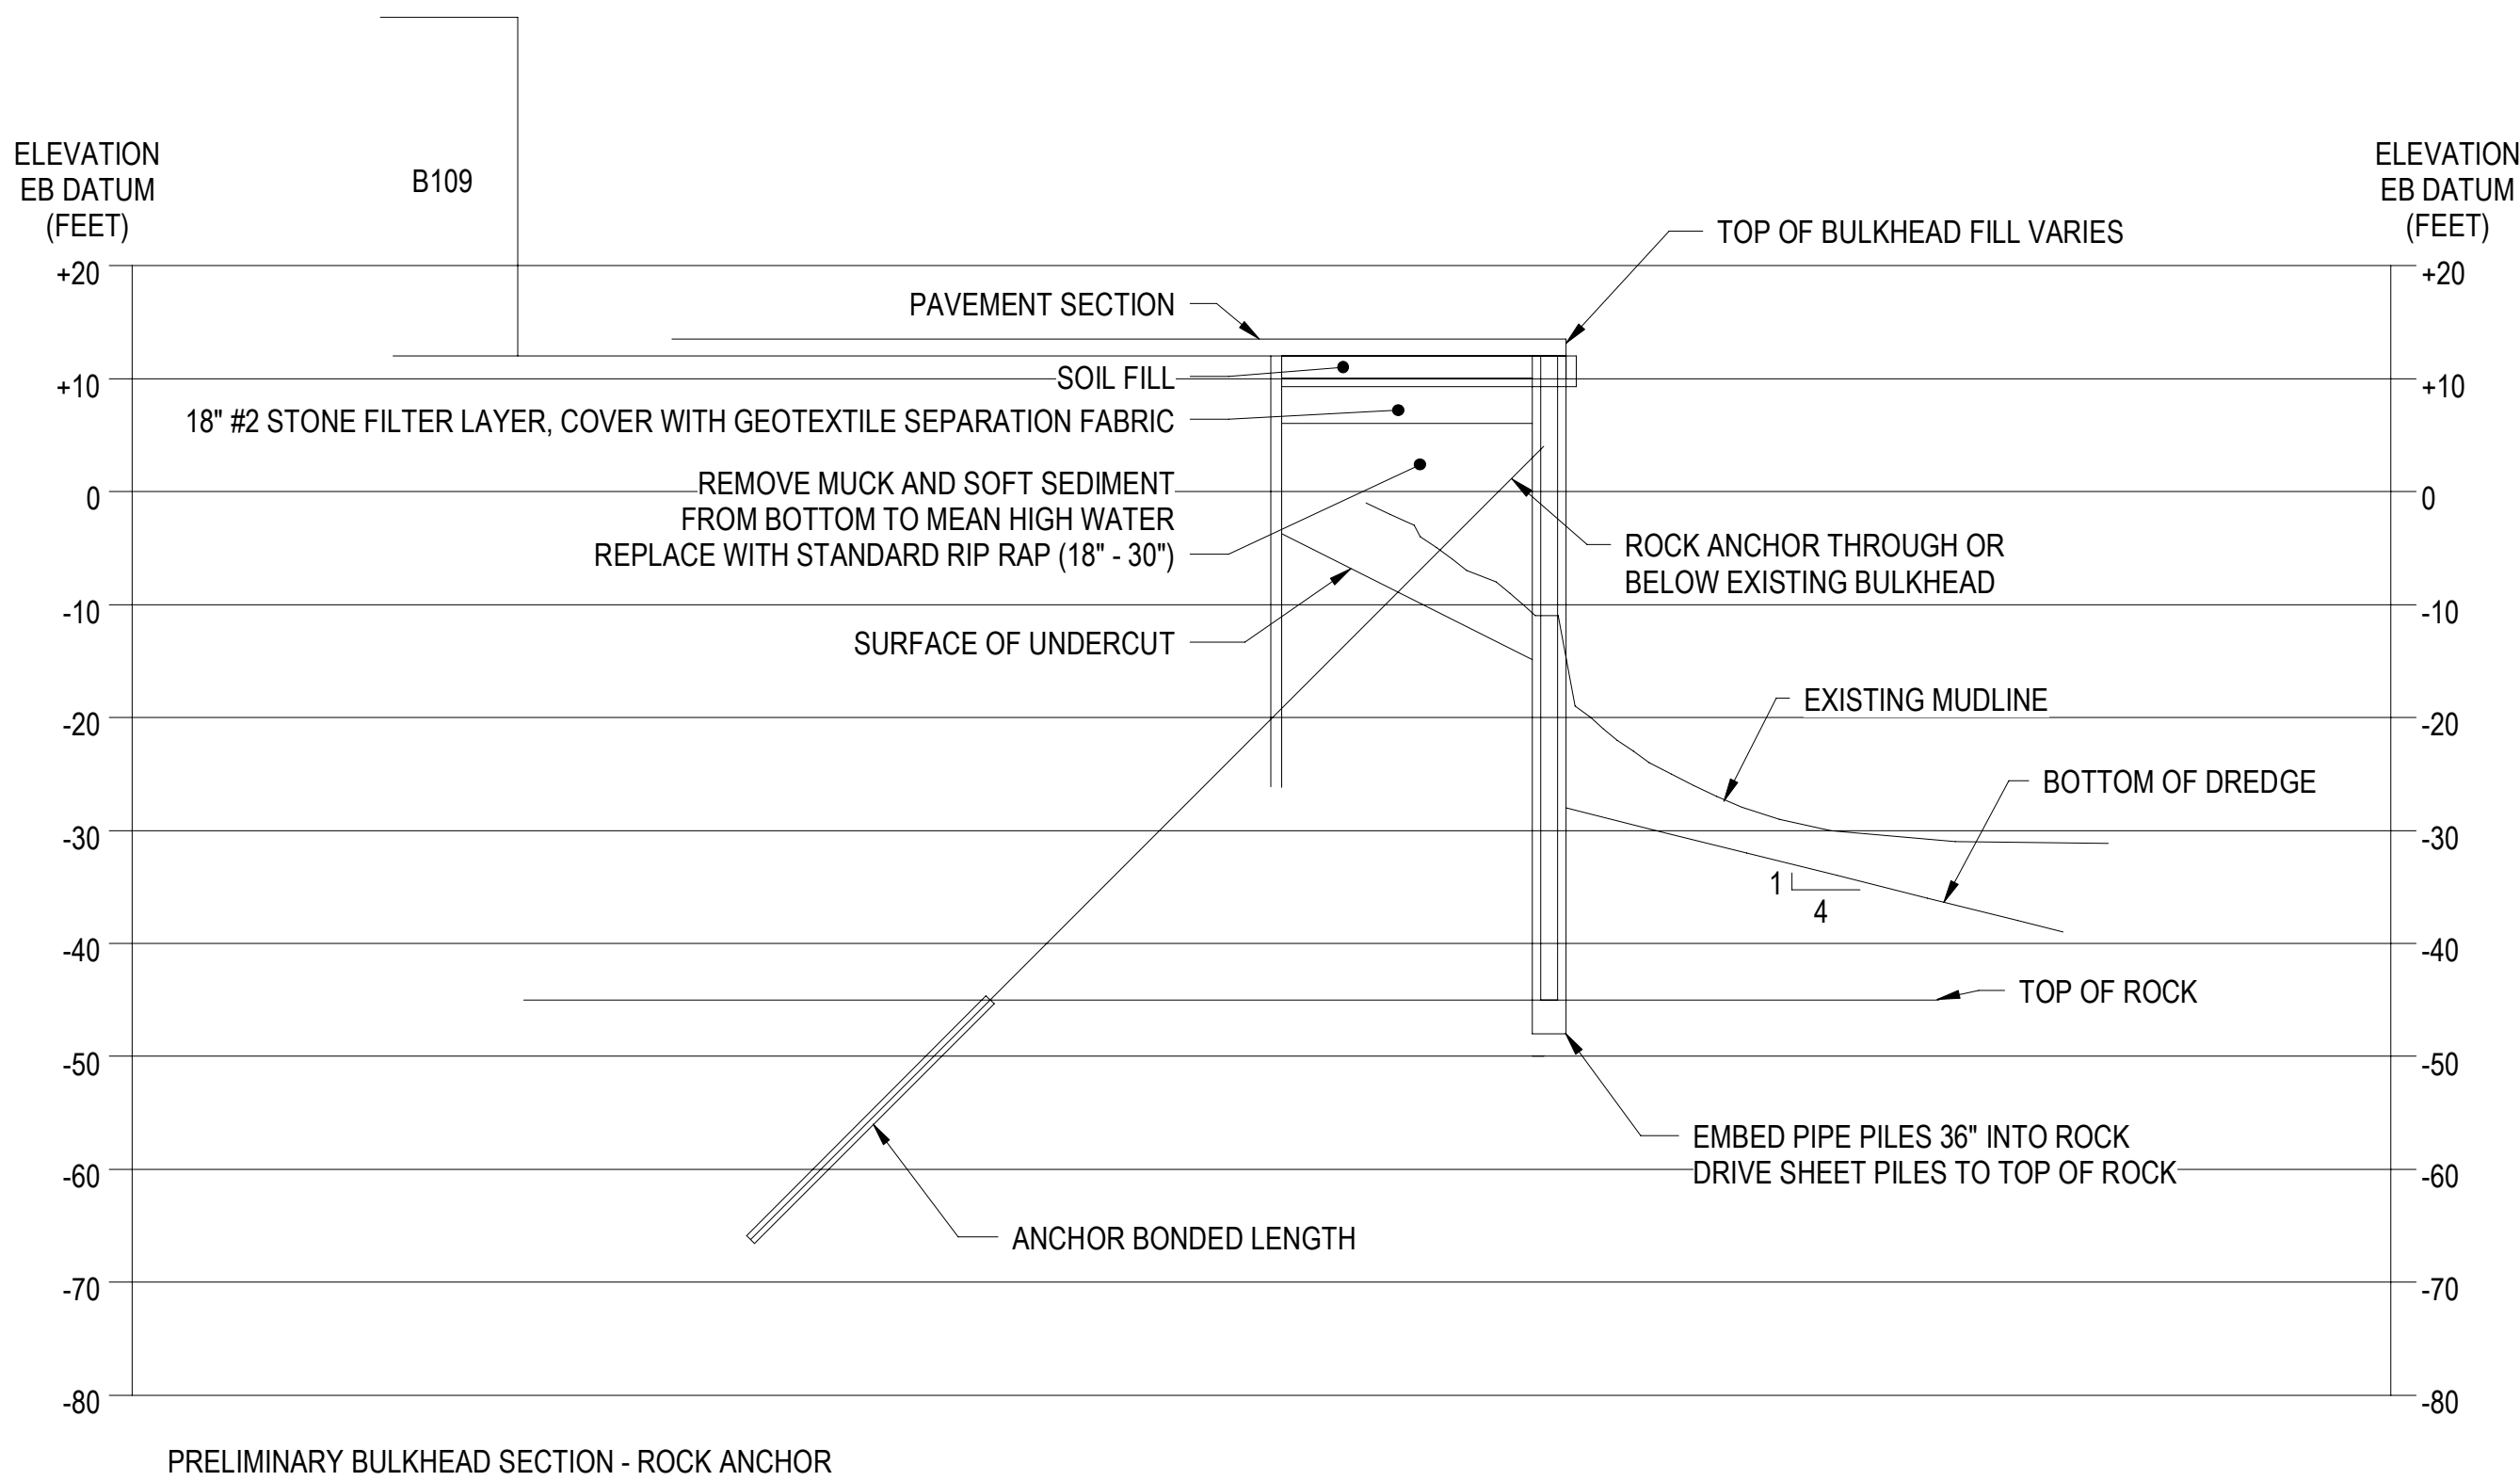 B109
ELEVATION
EB DATUM
(FEET)
ELEVATION
EB DATUM
(FEET)
TOP OF BULKHEAD FILL VARIES
+20
+20
PAVEMENT SECTION
SOIL FILL
+10
+10
18" #2 STONE FILTER LAYER, COVER WITH GEOTEXTILE SEPARATION FABRIC
REMOVE MUCK AND SOFT SEDIMENT
FROM BOTTOM TO MEAN HIGH WATER
REPLACE WITH STANDARD RIP RAP (18" - 30")
0
0
ROCK ANCHOR THROUGH OR
BELOW EXISTING BULKHEAD
-10
-10
SURFACE OF UNDERCUT
EXISTING MUDLINE
-20
-20
BOTTOM OF DREDGE
-30
-30
1
4
-40
-40
TOP OF ROCK
-50
-50
EMBED PIPE PILES 36" INTO ROCK
DRIVE SHEET PILES TO TOP OF ROCK
-60
-60
ANCHOR BONDED LENGTH
-70
-70
-80
-80
PRELIMINARY BULKHEAD SECTION - ROCK ANCHOR